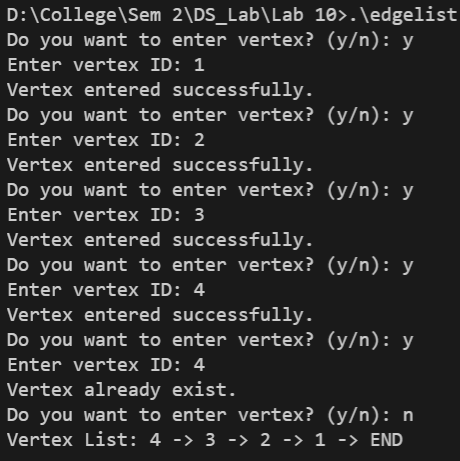 D:\College\Sem 2\DS_Lab\Lab 10>.\edgelist
Do you want to enter vertex? (y/n): y
Enter vertex ID: 1
Vertex entered successfully.
Do you want to enter vertex? (y/n): y
Enter vertex ID: 2
Vertex entered successfully.
Do you want to enter vertex? (y/n): y
Enter vertex ID: 3
Vertex entered successfully.
Do you want to enter vertex? (y/n): y
Enter vertex ID: 4
Vertex entered successfully.
Do you want to enter vertex? (y/n): y
Enter vertex ID: 4
Vertex already exist.
Do you want to enter vertex? (y/n): n
Vertex List: 4 -> 3 -> 2 -> 1 -> END